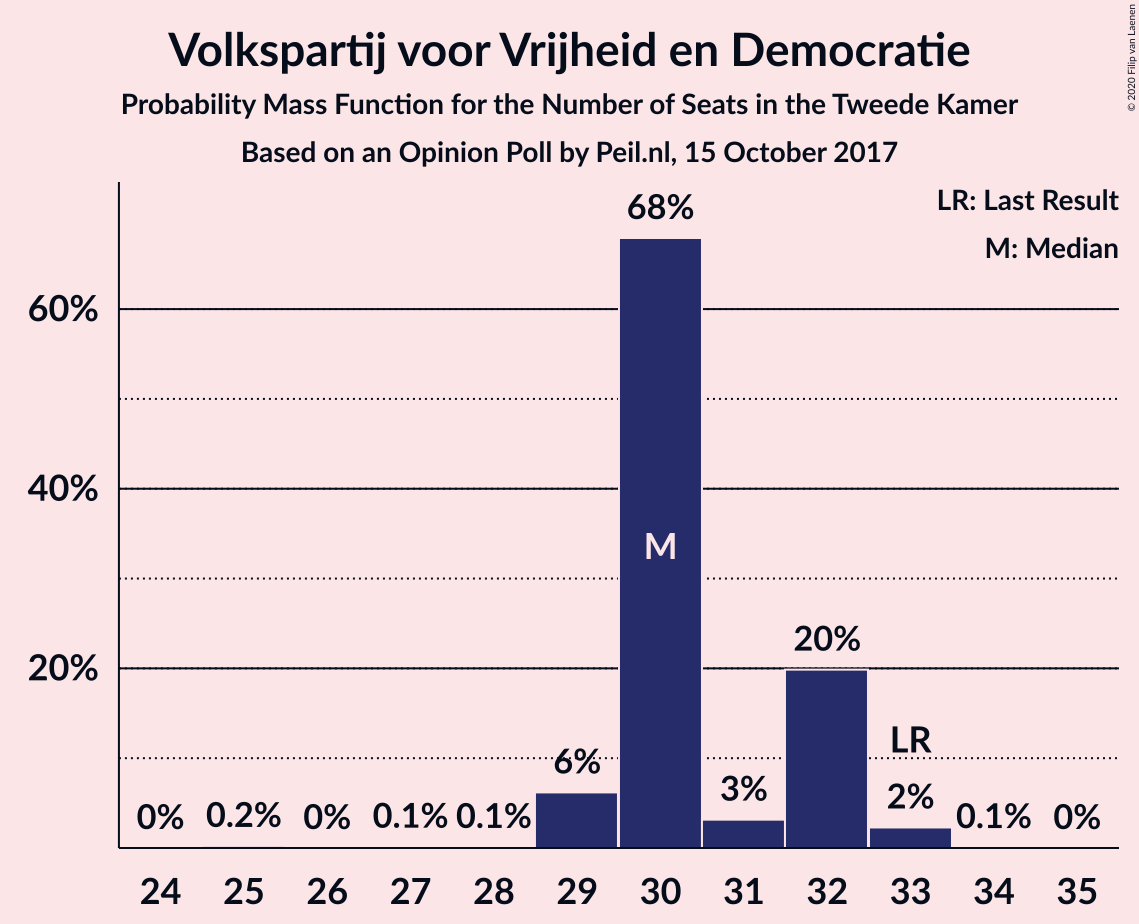 Volkspartij voor Vrijheid en Democratie
Probability Mass Function for the Number of Seats in the Tweede Kamer
Based on an Opinion Poll by Peil.nl, 15 October 2017
© 2020 Filip van Laenen
LR: Last Result
M: Median
60%
40%
20%
0%
0.2%
0%
0.1%
0.1%
6%
68%
M
3%
20%
LR
2%
0.1%
0%
24 25 26 27 28 29 30 31 32 33 34 35